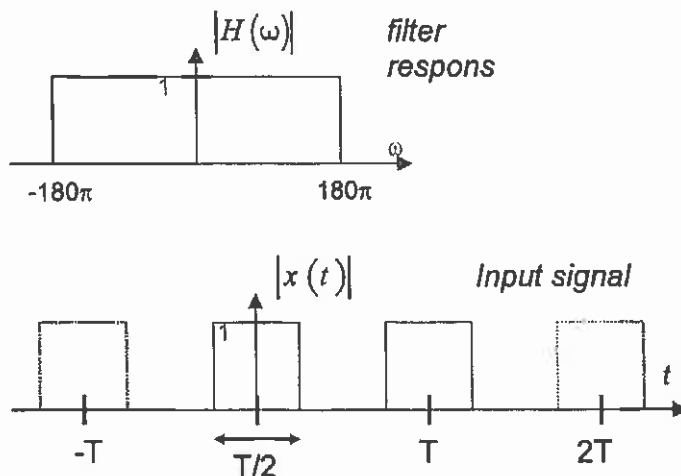 |H(ω)|
filter
respons
1
ω
-180π
180π
|x(t)|
Input signal
1
t
-T
T/2
T
2T